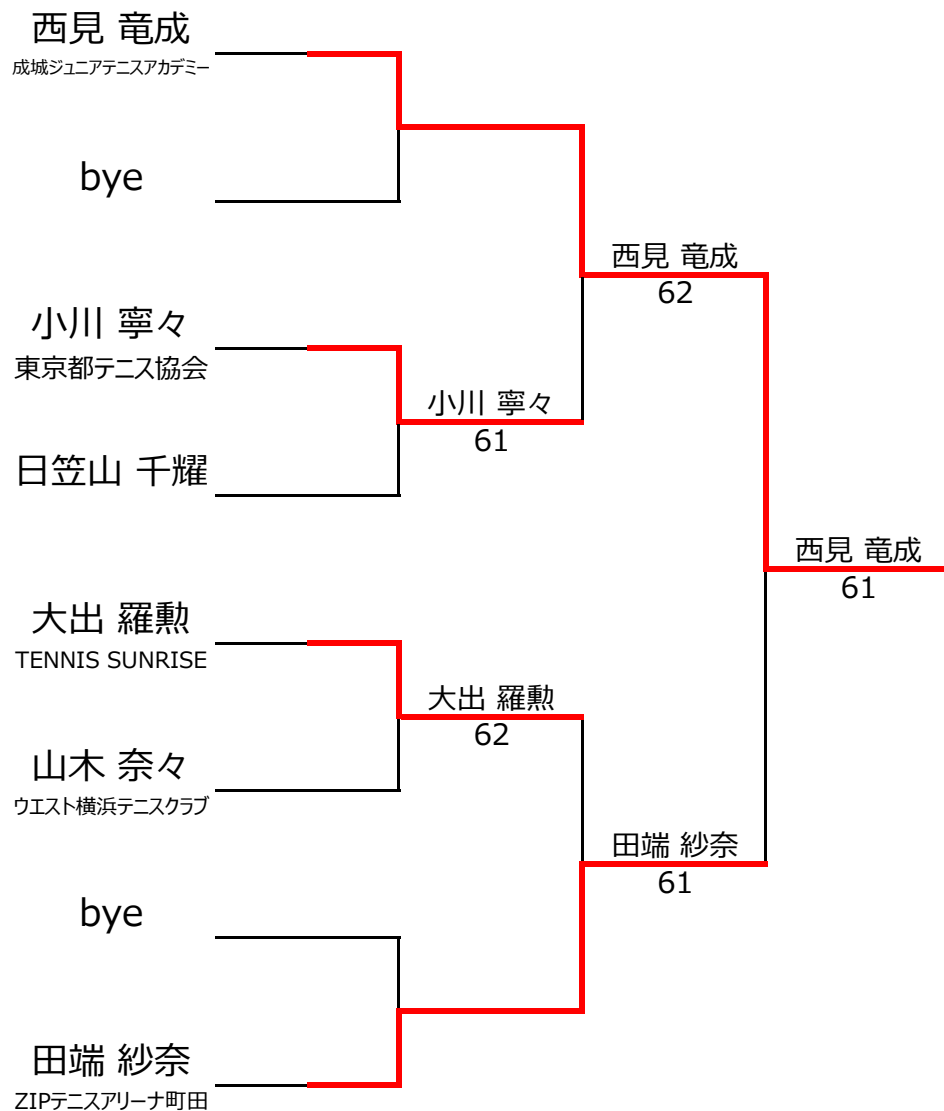 西見 竜成
成城ジュニアテニスアカデミー
bye
西見 竜成
62
小川 寧々
東京都テニス協会
小川 寧々
61
日笠山 千耀
西見 竜成
61
大出 羅勲
TENNIS SUNRISE
大出 羅勲
62
山木 奈々
ウエスト横浜テニスクラブ
田端 紗奈
61
bye
田端 紗奈
ZIPテニスアリーナ町田